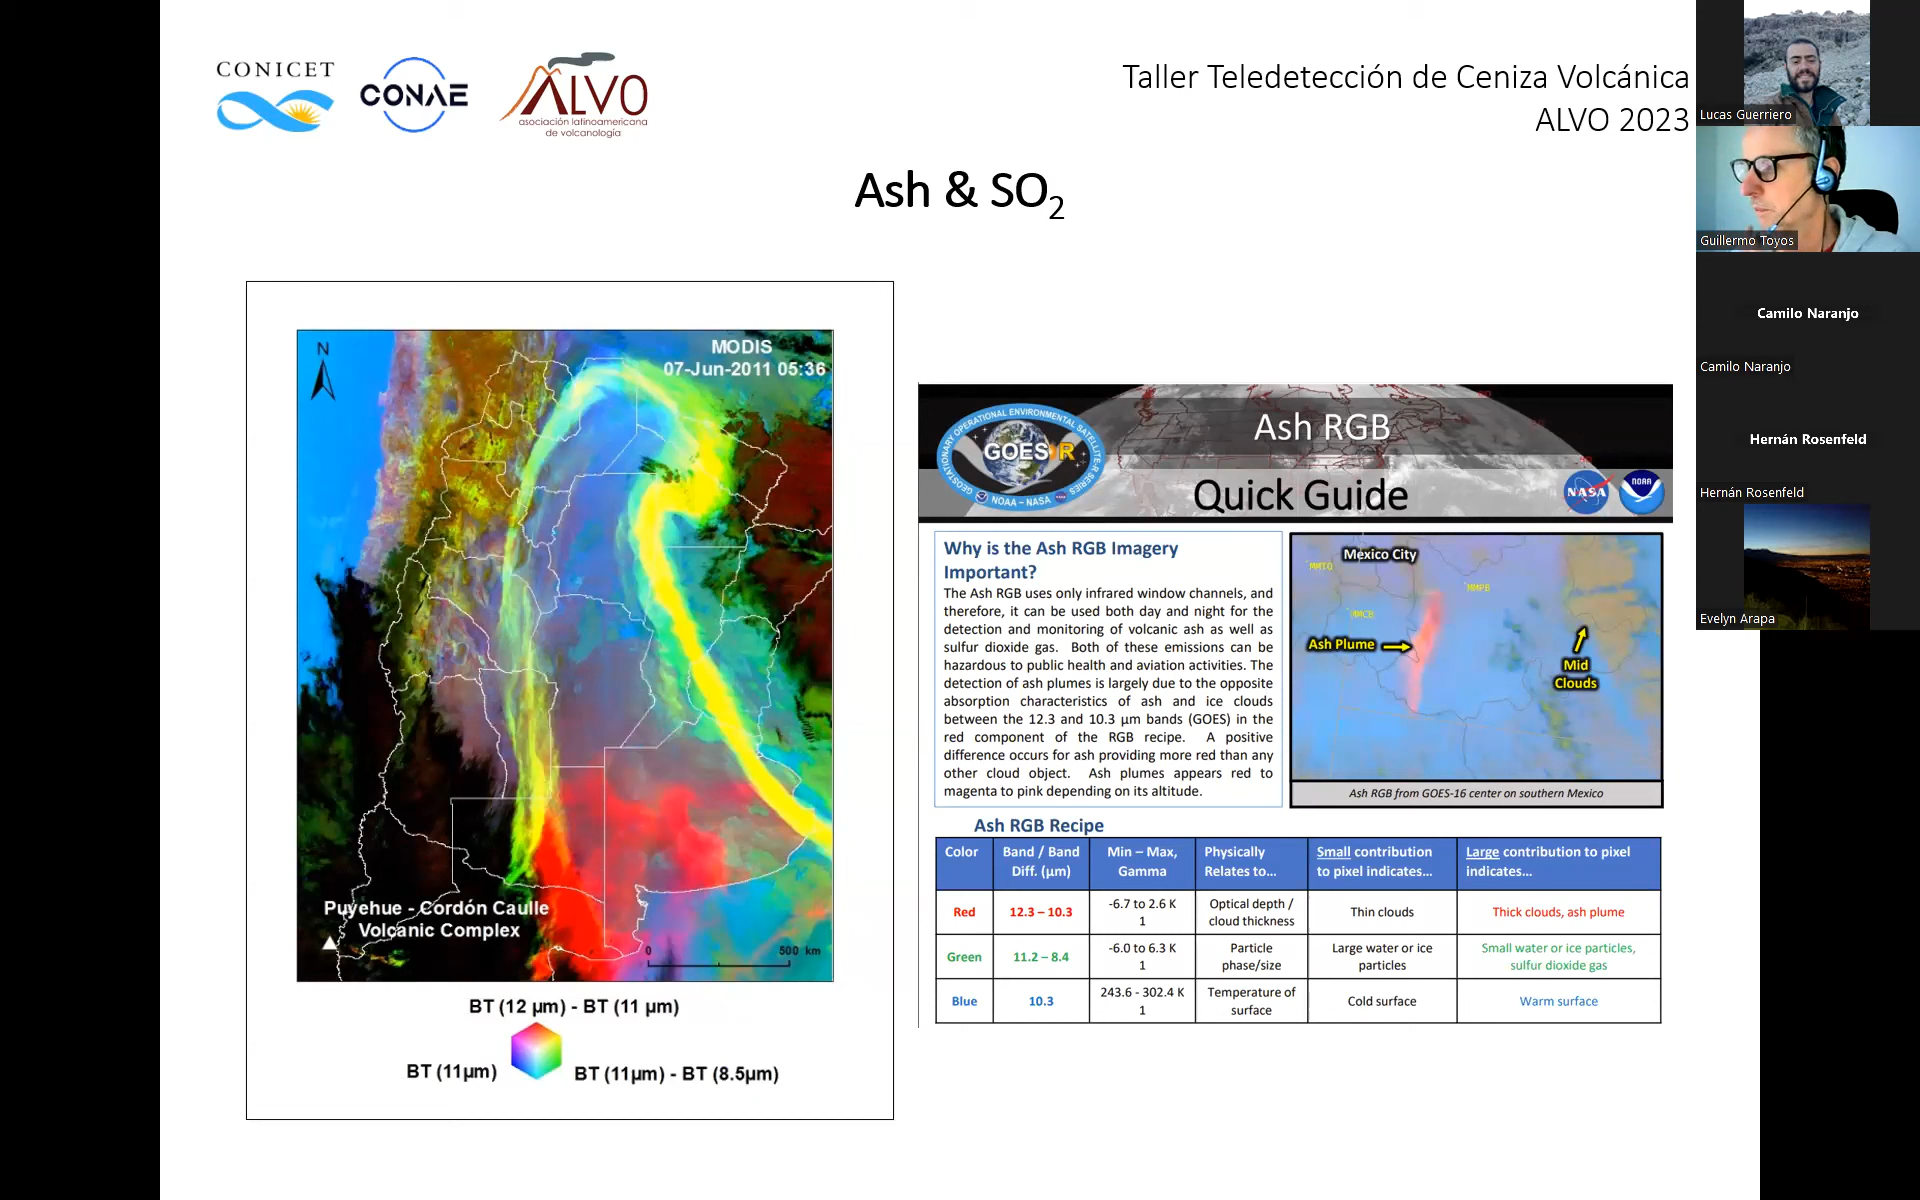 CONICET
CONAE
ALVO
asociación latinoamericana
de volcanología
Taller Teledetección de Ceniza Volcánica
ALVO 2023
Ash & SO2
N
MODIS
07-Jun-2011 05:36
Puyehue - Cordón Caulle
Volcanic Complex
0
500 km
BT (12 µm) - BT (11 µm)
BT (11µm)
BT (11µm) - BT (8.5µm)
GEOSTATIONARY OPERATIONAL ENVIRONMENTAL SATELLITE-R SERIES
GOES R
NOAA - NASA
Ash RGB
Quick Guide
NASA
NOAA
Why is the Ash RGB Imagery
Important?
The Ash RGB uses only infrared window channels, and
therefore, it can be used both day and night for the
detection and monitoring of volcanic ash as well as
sulfur dioxide gas. Both of these emissions can be
hazardous to public health and aviation activities. The
detection of ash plumes is largely due to the opposite
absorption characteristics of ash and ice clouds
between the 12.3 and 10.3 µm bands (GOES) in the
red component of the RGB recipe. A positive
difference occurs for ash providing more red than any
other cloud object. Ash plumes appears red to
magenta to pink depending on its altitude.
Mexico City
MMTO
MMPB
MMCB
Ash Plume
Mid
Clouds
Ash RGB from GOES-16 center on southern Mexico
Ash RGB Recipe
Color
Band / Band
Diff. (µm)
Min – Max,
Gamma
Physically
Relates to...
Small contribution
to pixel indicates...
Large contribution to pixel
indicates...
Red
12.3 – 10.3
-6.7 to 2.6 K
1
Optical depth /
cloud thickness
Thin clouds
Thick clouds, ash plume
Green
11.2 – 8.4
-6.0 to 6.3 K
1
Particle
phase/size
Large water or ice
particles
Small water or ice particles,
sulfur dioxide gas
Blue
10.3
243.6 - 302.4 K
1
Temperature of
surface
Cold surface
Warm surface
Lucas Guerriero
Guillermo Toyos
Camilo Naranjo
Camilo Naranjo
Hernán Rosenfeld
Hernán Rosenfeld
Evelyn Arapa